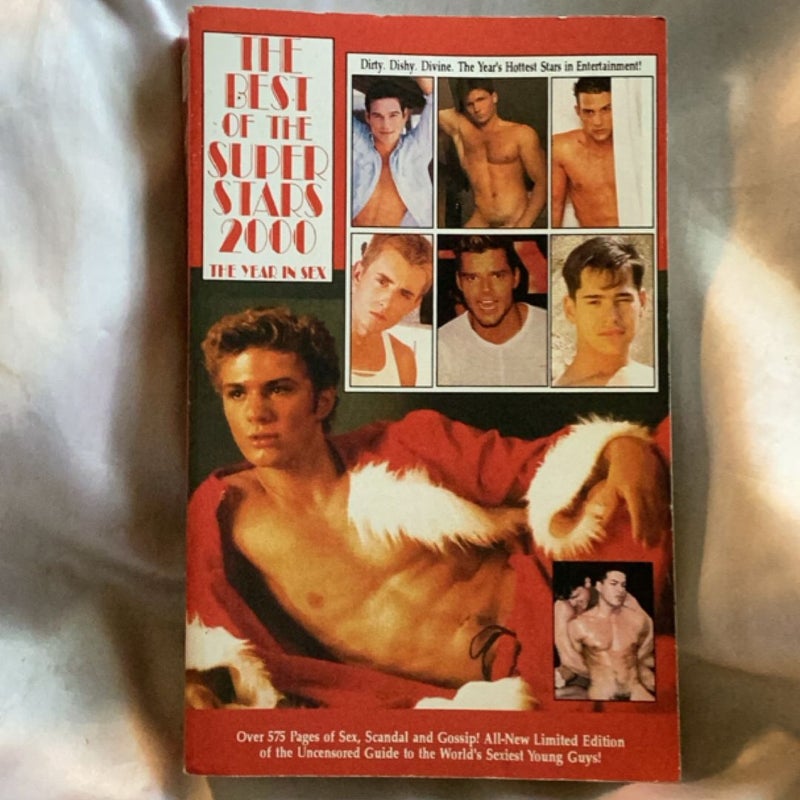 THE
BEST
OF THE
SUPER
STARS
2000
THE YEAR IN SEX
Dirty. Dishy. Divine. The Year's Hottest Stars in Entertainment!
Over 575 Pages of Sex, Scandal and Gossip! All-New Limited Edition
of the Uncensored Guide to the World's Sexiest Young Guys!